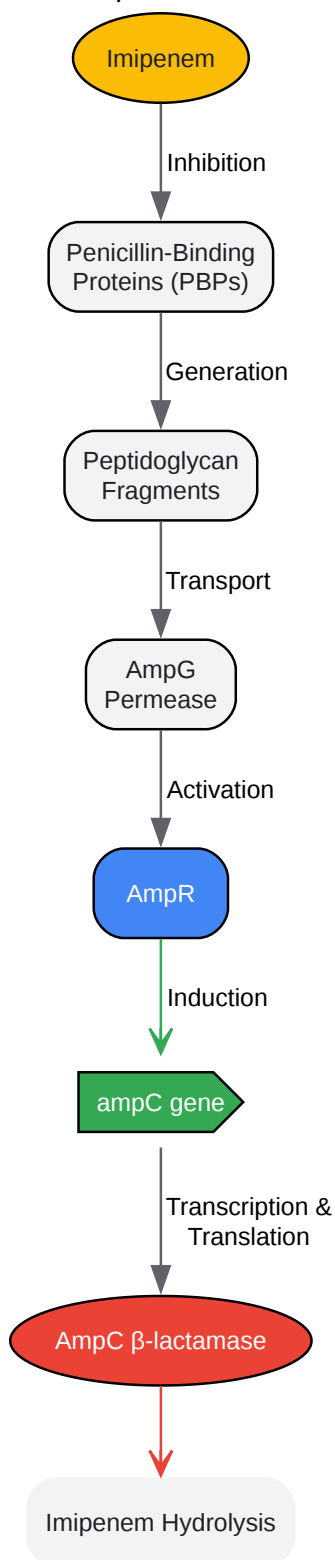 Imipenem
Inhibition
Penicillin-Binding
Proteins (PBPs)
Generation
Peptidoglycan
Fragments
Transport
AmpG
Permease
Activation
AmpR
Induction
ampC gene
Transcription &
Translation
AmpC β-lactamase
Imipenem Hydrolysis